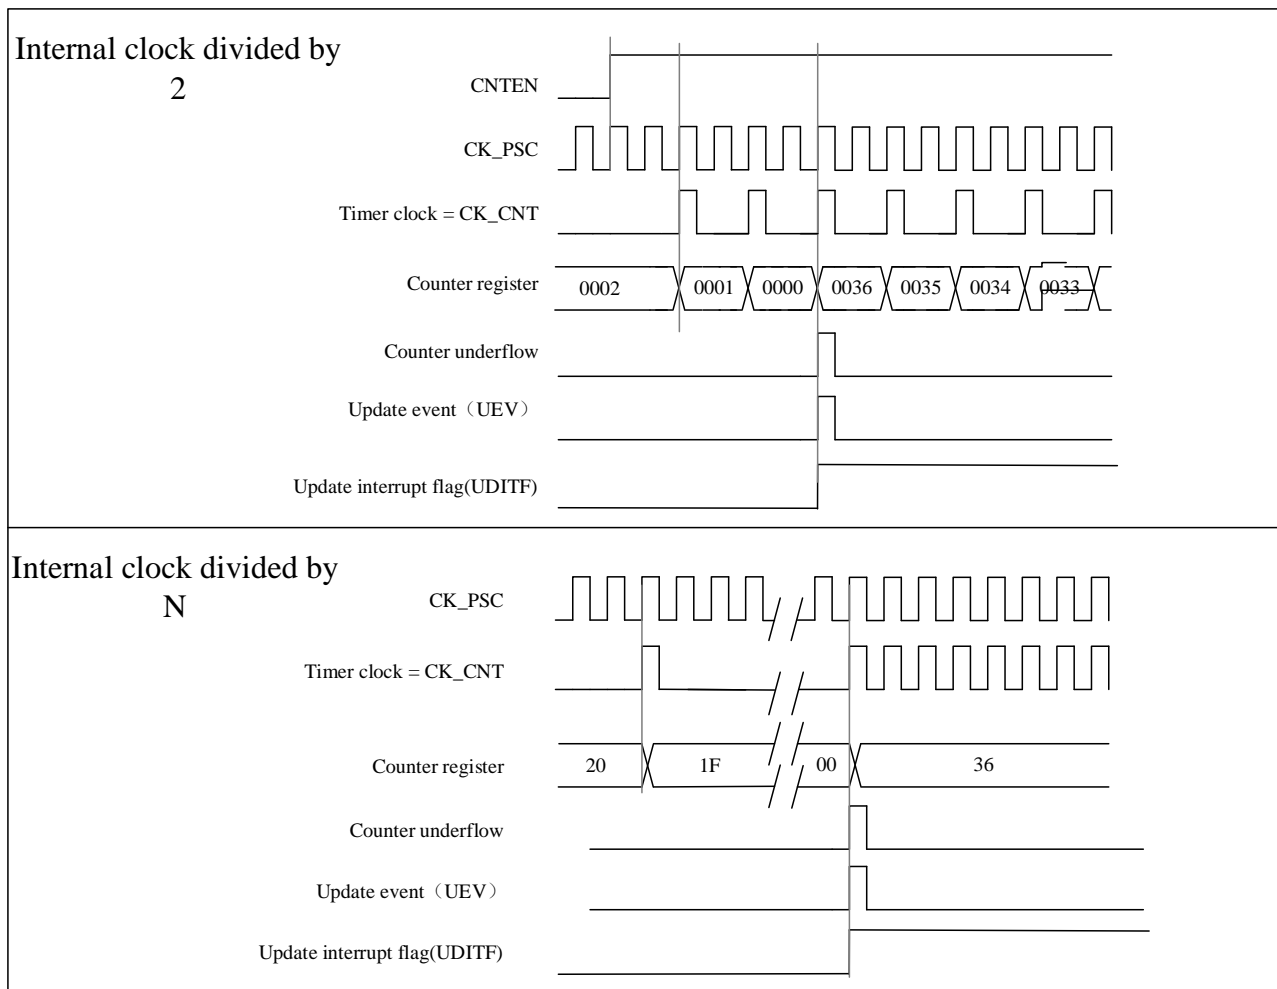 Internal clock divided by
2
CNTEN
CK_PSC
Timer clock = CK_CNT
Counter register
0002 0001 0000 0036 0035 0034 0033
Counter underflow
Update event（UEV）
Update interrupt flag(UDITF)
Internal clock divided by
N
CK_PSC
Timer clock = CK_CNT
Counter register
20 1F 00 36
Counter underflow
Update event（UEV）
Update interrupt flag(UDITF)